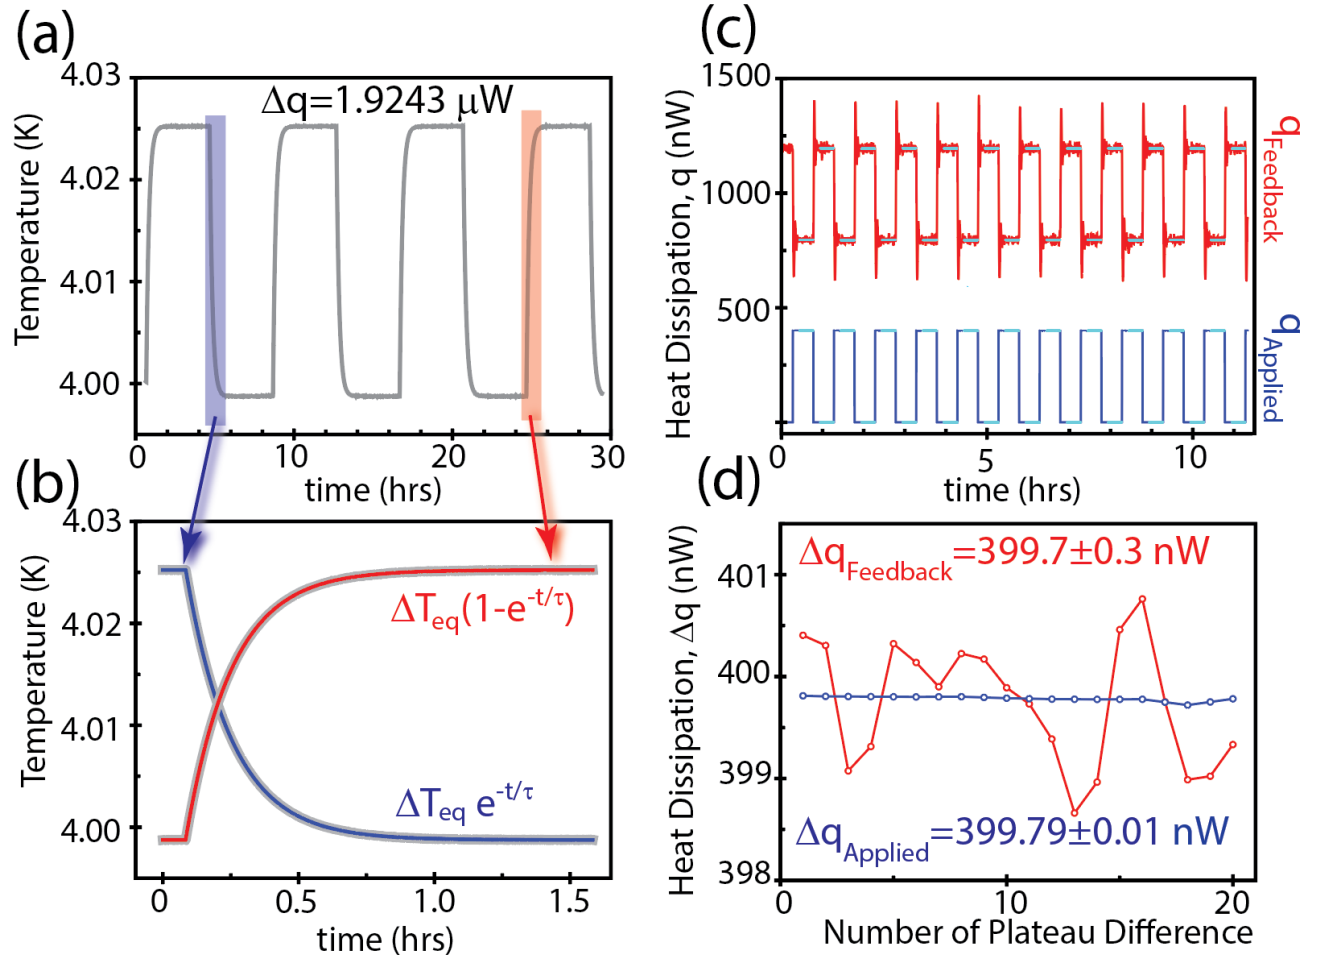 (a)
Δq=1.9243 μW
Temperature (K)
4.03
4.02
4.01
4.00
0
10
20
30
time (hrs)
(b)
Temperature (K)
4.03
4.02
4.01
4.00
ΔTeq(1-e-t/τ)
ΔTeq e-t/τ
0
0.5
1.0
1.5
time (hrs)
(c)
Heat Dissipation, q (nW)
1500
1000
500
qFeedback
qApplied
0
5
10
time (hrs)
(d)
Heat Dissipation, Δq (nW)
401
400
399
398
ΔqFeedback=399.7±0.3 nW
ΔqApplied=399.79±0.01 nW
0
10
20
Number of Plateau Difference